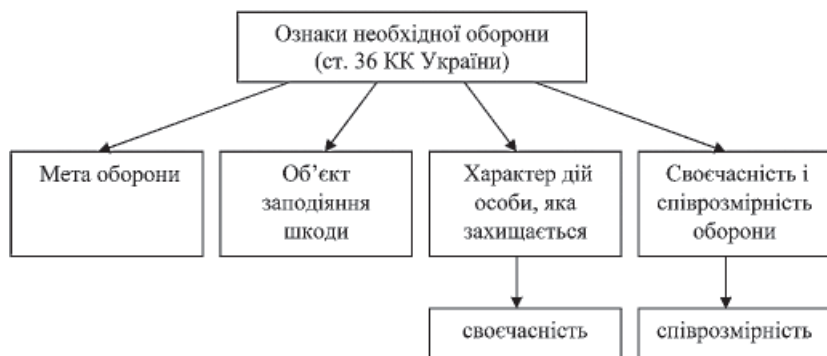 Ознаки необхідної оборони
(ст. 36 КК України)
Мета оборони
Об’єкт
заподіяння
шкоди
Характер дій
особи, яка
захищається
Своєчасність і
співрозмірність
оборони
своєчасність
співрозмірність